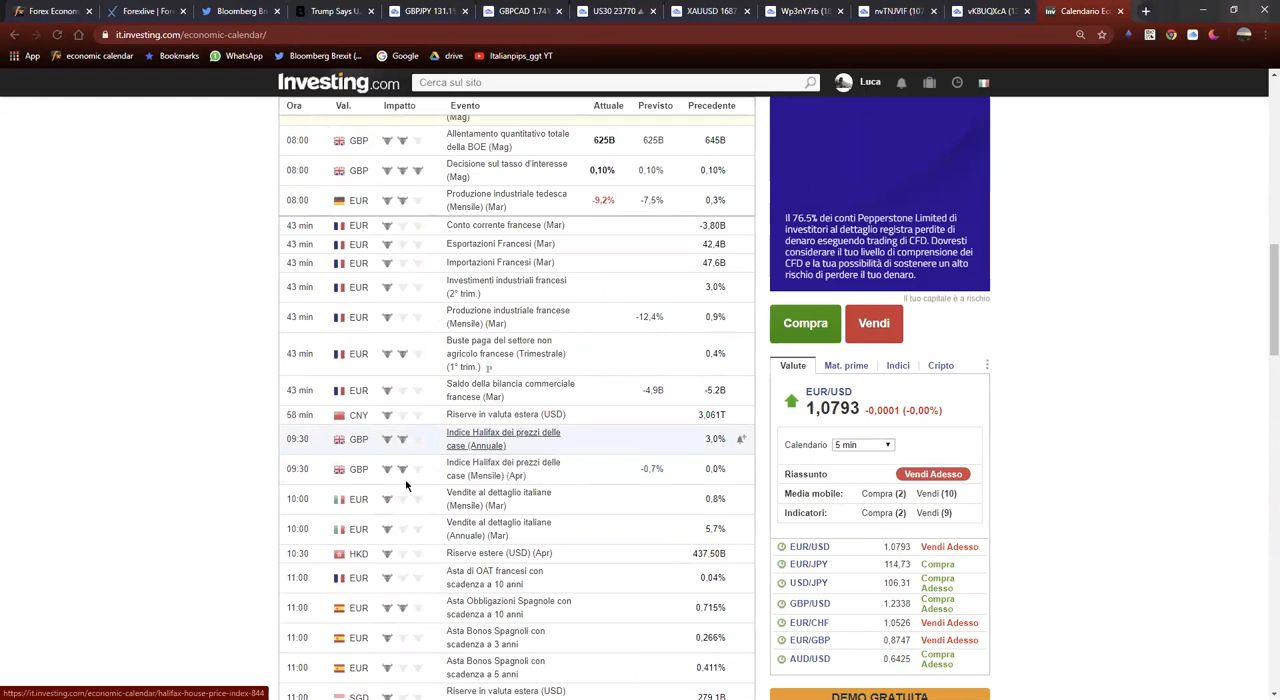 Forex Econom
Forexlive | Fon
Bloomberg Bn
Trump Says U.
GBPJPY 131.15
GBPCAD 1.741
US30 23770
XAUUSD 1687
Wp3nY7rb (18
nvTNJVIF (107
vKBUQXcA (13
Calendario Ec
it.investing.com/economic-calendar/
App
economic calendar
Bookmarks
WhatsApp
Bloomberg Brexit (...
Google
drive
Italianpips_ggt YT
Investing.com
Cerca sul sito
Luca
Ora Val. Impatto Evento Attuale Previsto Precedente
(Mag)
08:00 GBP Allentamento quantitativo totale 625B 625B 645B
della BOE (Mag)
08:00 GBP Decisione sul tasso d'interesse 0,10% 0,10% 0,10%
(Mag)
08:00 EUR Produzione industriale tedesca -9,2% -7,5% 0,3%
(Mensile) (Mar)
43 min EUR Conto corrente francese (Mar) -3,80B
43 min EUR Esportazioni Francesi (Mar) 42.4B
43 min EUR Importazioni Francesi (Mar) 47,6B
43 min EUR Investimenti industriali francesi 3,0%
(2° trim.)
43 min EUR Produzione industriale francese -12,4% 0,9%
(Mensile) (Mar)
43 min EUR Buste paga del settore non 0,4%
agricolo francese (Trimestrale)
(1° trim.) P
43 min EUR Saldo della bilancia commerciale -4,9B -5,2B
francese (Mar)
58 min CNY Riserve in valuta estera (USD) 3,061T
09:30 GBP Indice Halifax dei prezzi delle 3,0%
case (Annuale)
09:30 GBP Indice Halifax dei prezzi delle -0,7% 0,0%
case (Mensile) (Apr)
10:00 EUR Vendite al dettaglio italiane 0,8%
(Mensile) (Mar)
10:00 EUR Vendite al dettaglio italiane 5,7%
(Annuale) (Mar)
10:30 HKD Riserve estere (USD) (Apr) 437,50B
11:00 EUR Asta di OAT francesi con 0,04%
scadenza a 10 anni
11:00 EUR Asta Obbligazioni Spagnole con 0,715%
scadenza a 10 anni
11:00 EUR Asta Bonos Spagnoli con 0,266%
scadenza a 3 anni
11:00 EUR Asta Bonos Spagnoli con 0,411%
scadenza a 5 anni
11:00 SGD Riserve in valuta estera (USD) 279,1B
Il 76.5% dei conti Pepperstone Limited di
investitori al dettaglio registra perdite di
denaro eseguendo trading di CFD. Dovresti
considerare il tuo livello di comprensione dei
CFD e la tua possibilità di sostenere un alto
rischio di perdere il tuo denaro.
Il tuo capitale è a rischio
Compra
Vendi
Valute Mat. prime Indici Cripto
EUR/USD
1,0793 -0,0001 (-0,00%)
Calendario 5 min
Riassunto Vendi Adesso
Media mobile: Compra (2) Vendi (10)
Indicatori: Compra (2) Vendi (9)
EUR/USD 1,0793 Vendi Adesso
EUR/JPY 114,73 Compra
USD/JPY 106,31 Compra
Adesso
GBP/USD 1,2338 Compra
Adesso
EUR/CHF 1,0526 Vendi Adesso
EUR/GBP 0,8747 Vendi Adesso
AUD/USD 0,6425 Compra
Adesso
DEMO GRATUITA
https://it.investing.com/economic-calendar/halifax-house-price-index-844